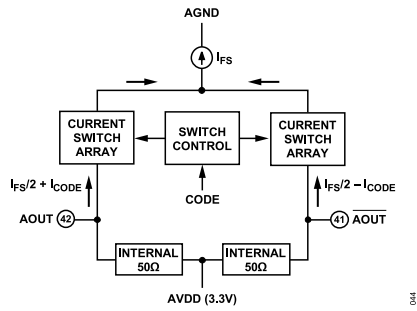 AGND
I_FS
CURRENT
SWITCH
ARRAY
SWITCH
CONTROL
CURRENT
SWITCH
ARRAY
I_FS/2 + I_CODE
CODE
I_FS/2 – I_CODE
AOUT 42
41 A̅O̅U̅T̅
INTERNAL
50Ω
INTERNAL
50Ω
AVDD (3.3V)
044